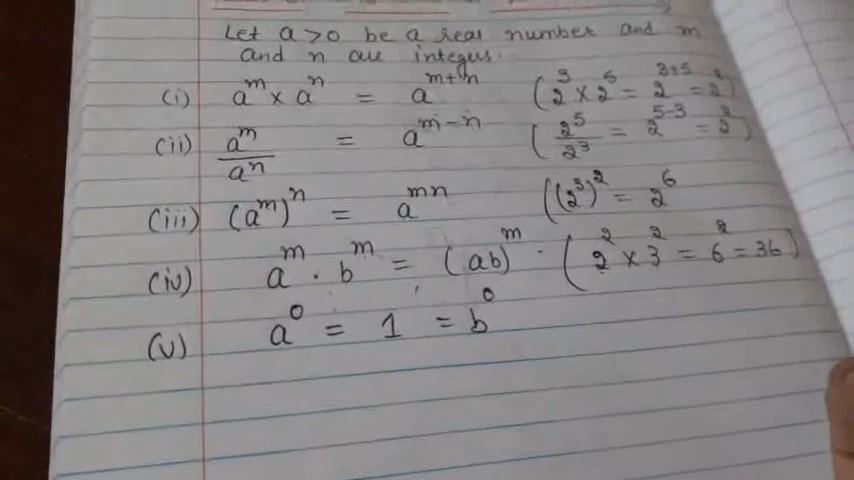 Let a > 0 be a real number and m
and n are integers.
(i) a^m × a^n = a^(m+n) (2^3 × 2^5 = 2^(3+5) = 2^8)
(ii) a^m/a^n = a^(m-n) (2^5/2^3 = 2^(5-3) = 2^2)
(iii) (a^m)^n = a^(mn) ((2^3)^2 = 2^6
(iv) a^m . b^m = (ab)^m . (2^2 × 3^2 = 6^2 = 36)
(v) a^0 = 1 = b^0